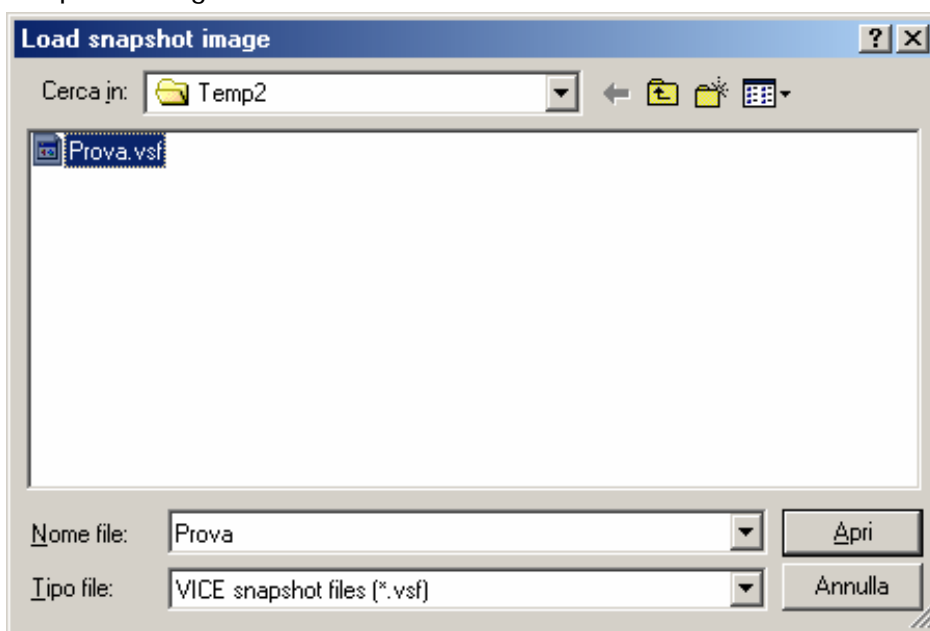 Load snapshot image
Cerca in: Temp2
Prova.vsf
Nome file: Prova Apri
Tipo file: VICE snapshot files (*.vsf) Annulla